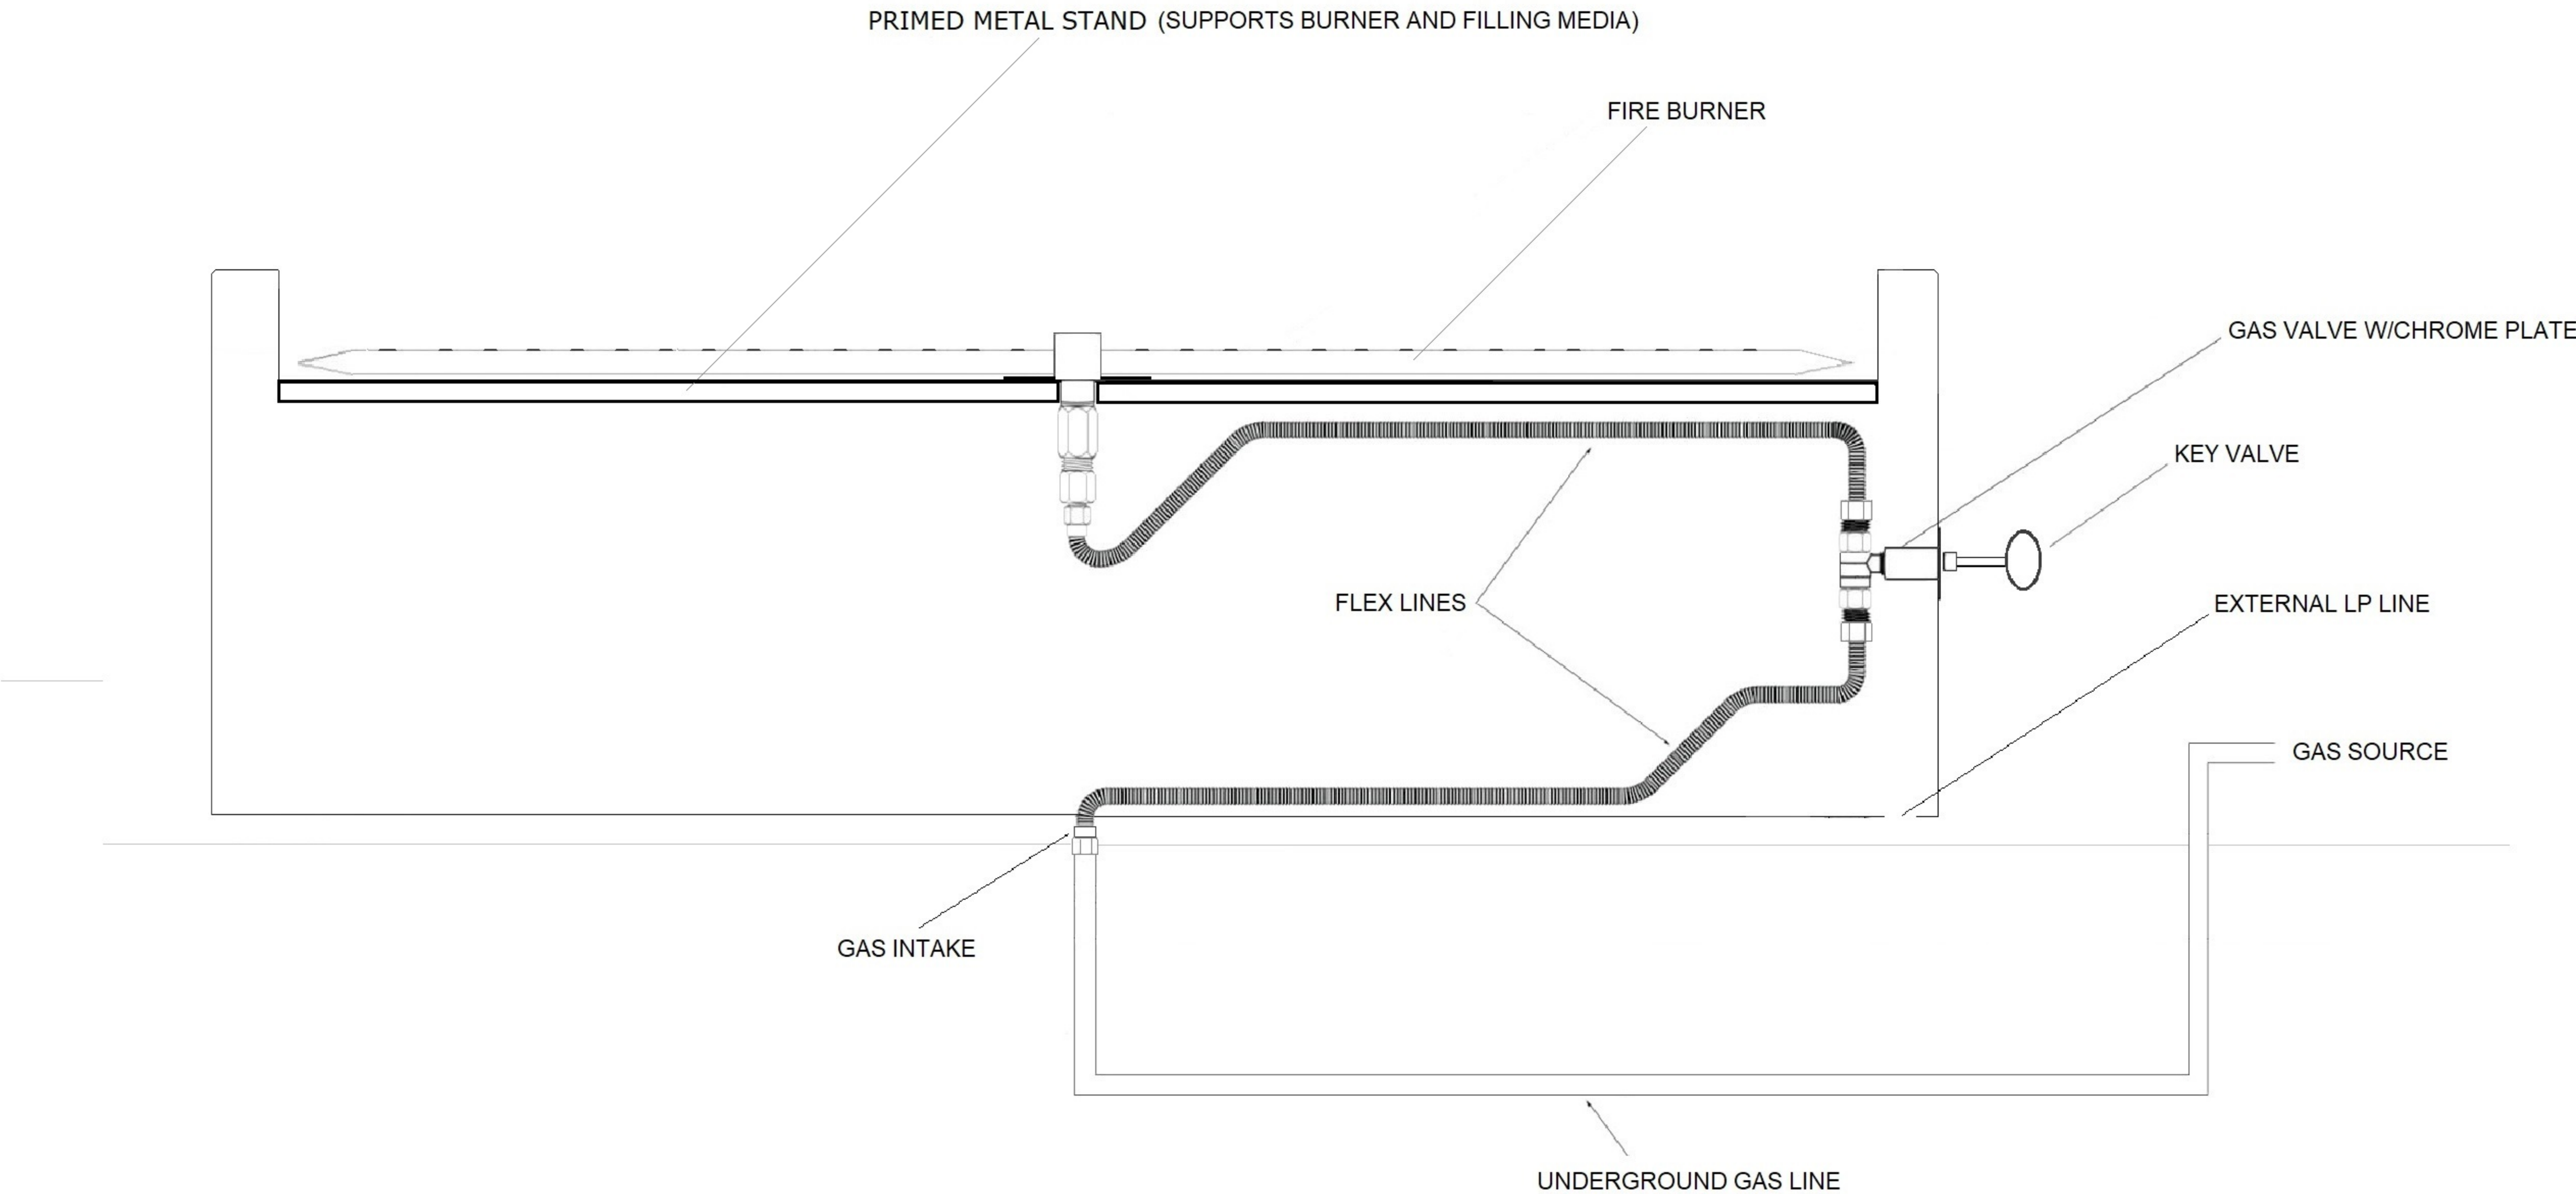 PRIMED METAL STAND (SUPPORTS BURNER AND FILLING MEDIA)
FIRE BURNER
GAS VALVE W/CHROME PLATE
KEY VALVE
FLEX LINES
EXTERNAL LP LINE
GAS SOURCE
GAS INTAKE
UNDERGROUND GAS LINE